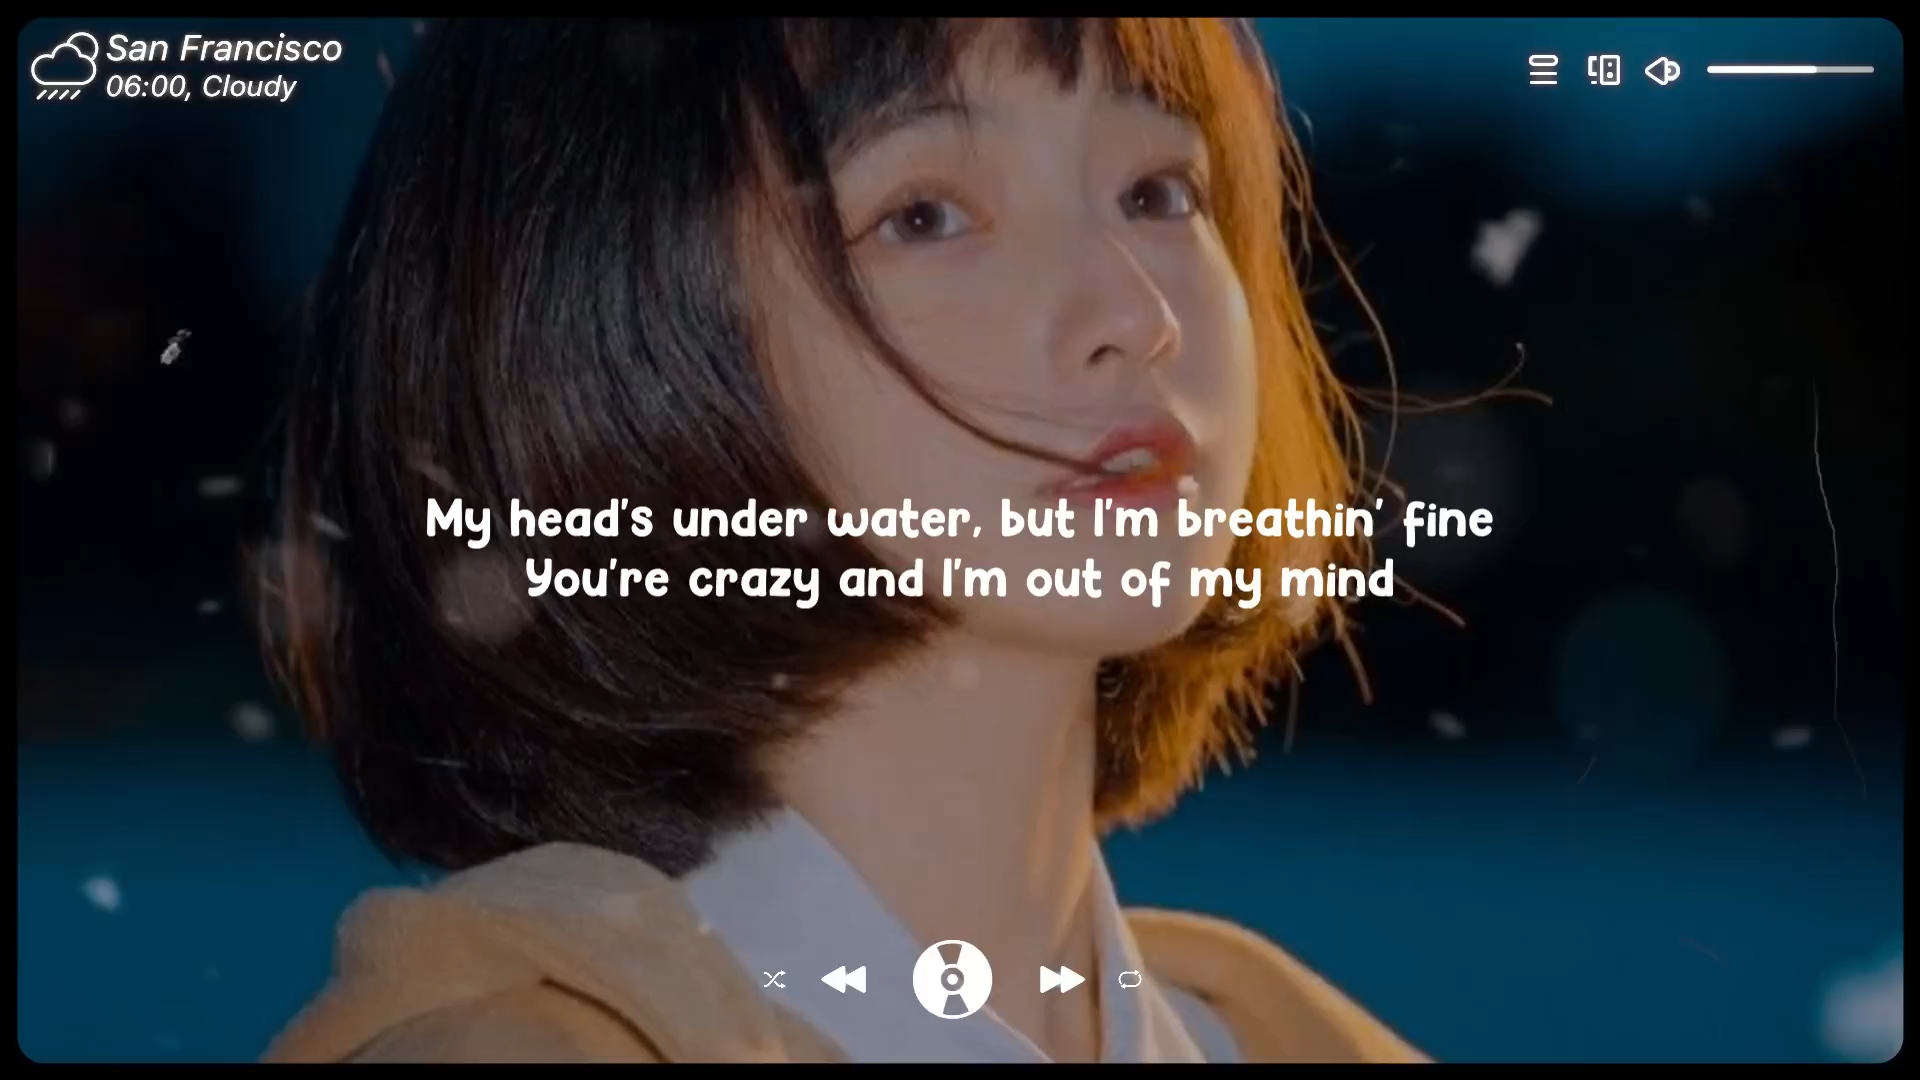 San Francisco
06:00, Cloudy
My head's under water, but I'm breathin' fine
You're crazy and I'm out of my mind